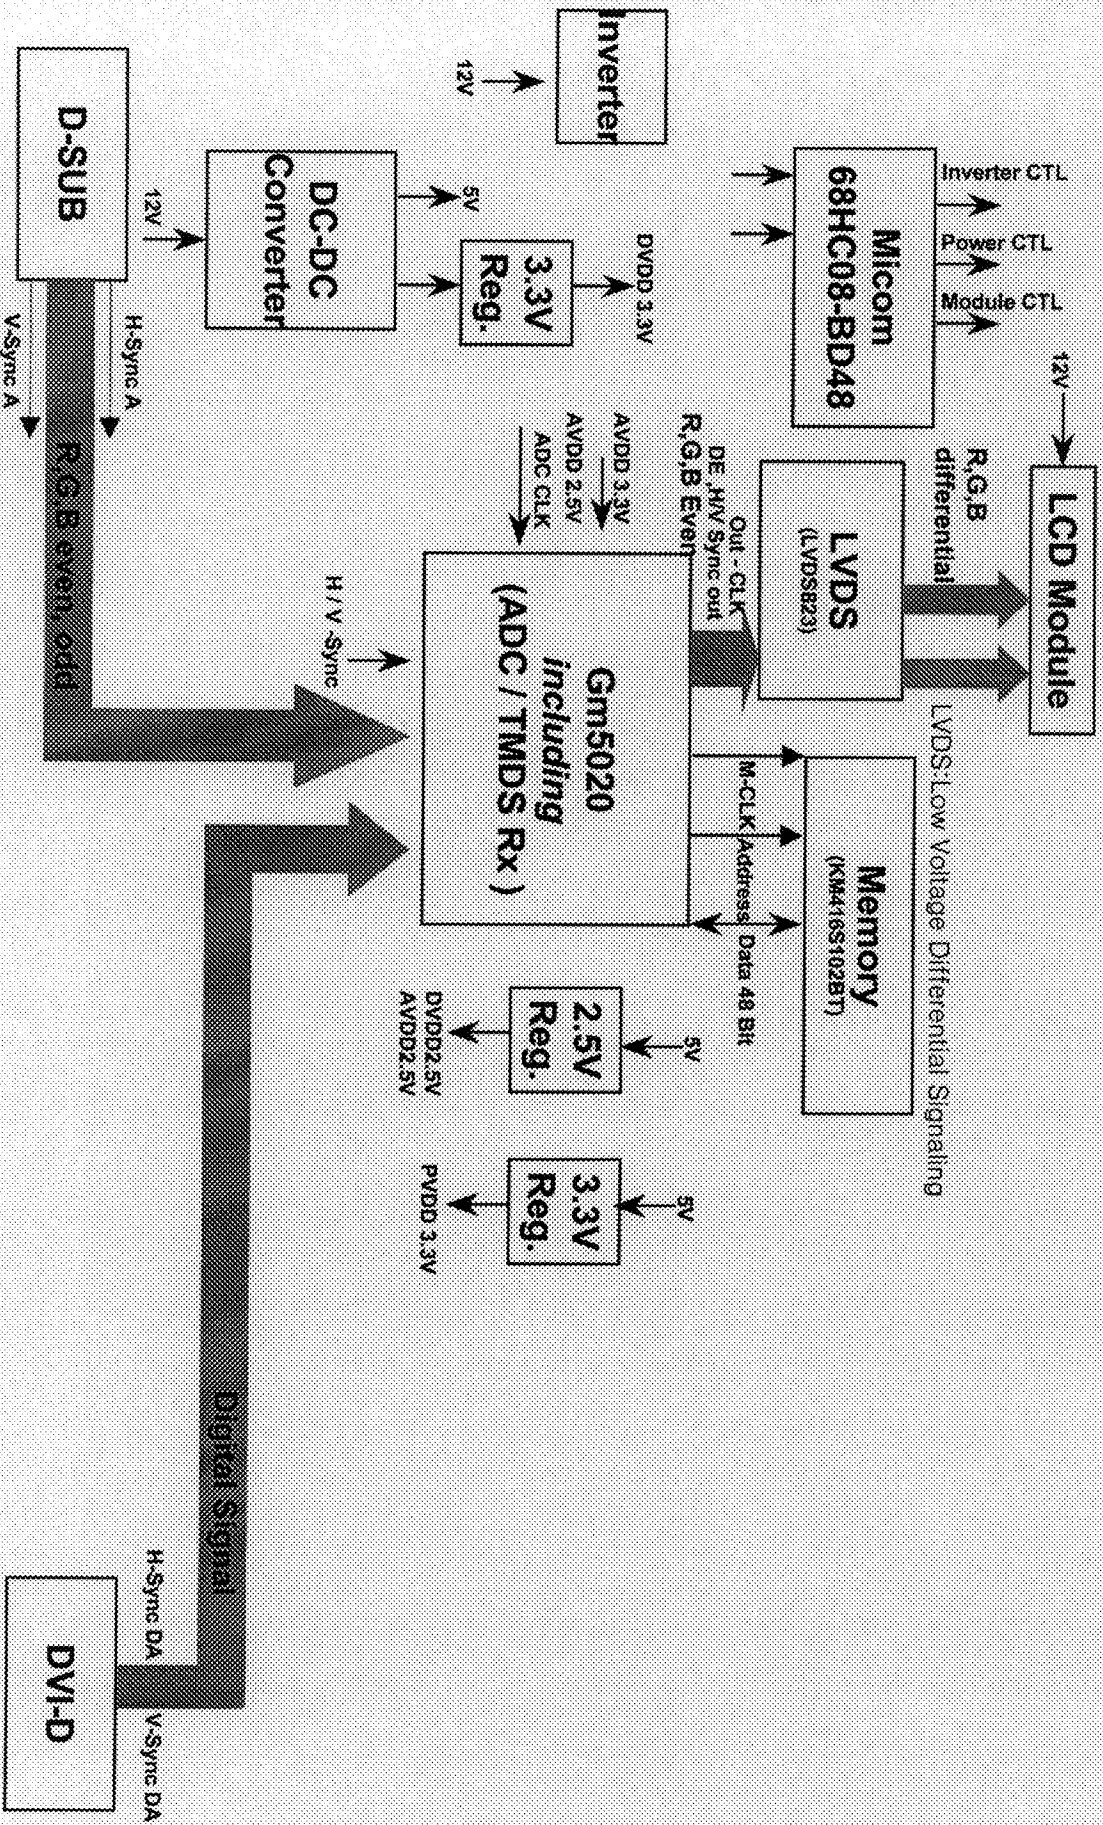 Inverter
12V
Micom
68HC08-BD48
Inverter CTL
Power CTL
Module CTL
12V
LCD Module
R,G,B
differential
LVDS
(LVDS823)
LVDS:Low Voltage Differential Signaling
Memory
(KM416S102BT)
Out - CLK
DE ,H/V Sync out
R,G,B Even
M-CLK
Address
Data 48 Bit
D-SUB
H-Sync A
V-Sync A
R,G,B even,odd
12V
DC-DC
Converter
5V
3.3V
Reg.
DVDD 3.3V
AVDD 3.3V
AVDD 2.5V
ADC CLK
Gm5020
including
(ADC / TMDS Rx )
H / V -Sync
5V
2.5V
Reg.
DVDD2.5V
AVDD2.5V
5V
3.3V
Reg.
PVDD 3.3V
Digital Signal
H-Sync DA
V-Sync DA
DVI-D